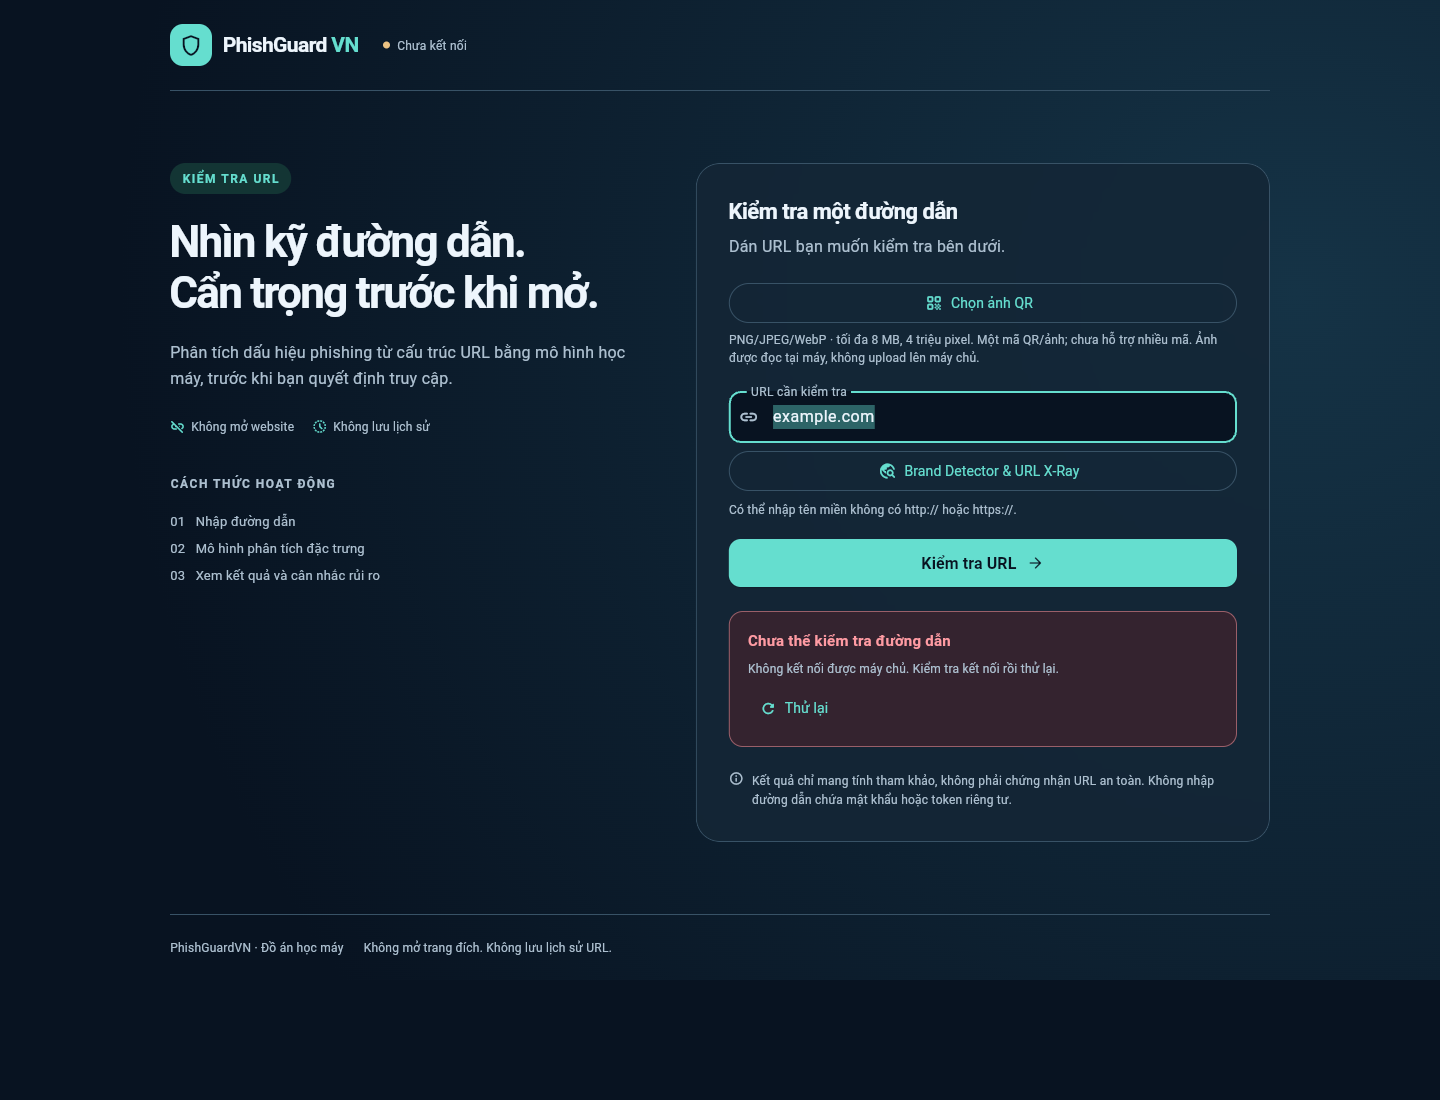 PhishGuard VN
Chưa kết nối
KIỂM TRA URL
Nhìn kỹ đường dẫn.
Cẩn trọng trước khi mở.
Phân tích dấu hiệu phishing từ cấu trúc URL bằng mô hình học
máy, trước khi bạn quyết định truy cập.
Không mở website
Không lưu lịch sử
CÁCH THỨC HOẠT ĐỘNG
01 Nhập đường dẫn
02 Mô hình phân tích đặc trưng
03 Xem kết quả và cân nhắc rủi ro
Kiểm tra một đường dẫn
Dán URL bạn muốn kiểm tra bên dưới.
Chọn ảnh QR
PNG/JPEG/WebP · tối đa 8 MB, 4 triệu pixel. Một mã QR/ảnh; chưa hỗ trợ nhiều mã. Ảnh
được đọc tại máy, không upload lên máy chủ.
URL cần kiểm tra
example.com
Brand Detector & URL X-Ray
Có thể nhập tên miền không có http:// hoặc https://.
Kiểm tra URL
Chưa thể kiểm tra đường dẫn
Không kết nối được máy chủ. Kiểm tra kết nối rồi thử lại.
Thử lại
Kết quả chỉ mang tính tham khảo, không phải chứng nhận URL an toàn. Không nhập
đường dẫn chứa mật khẩu hoặc token riêng tư.
PhishGuardVN · Đồ án học máy
Không mở trang đích. Không lưu lịch sử URL.